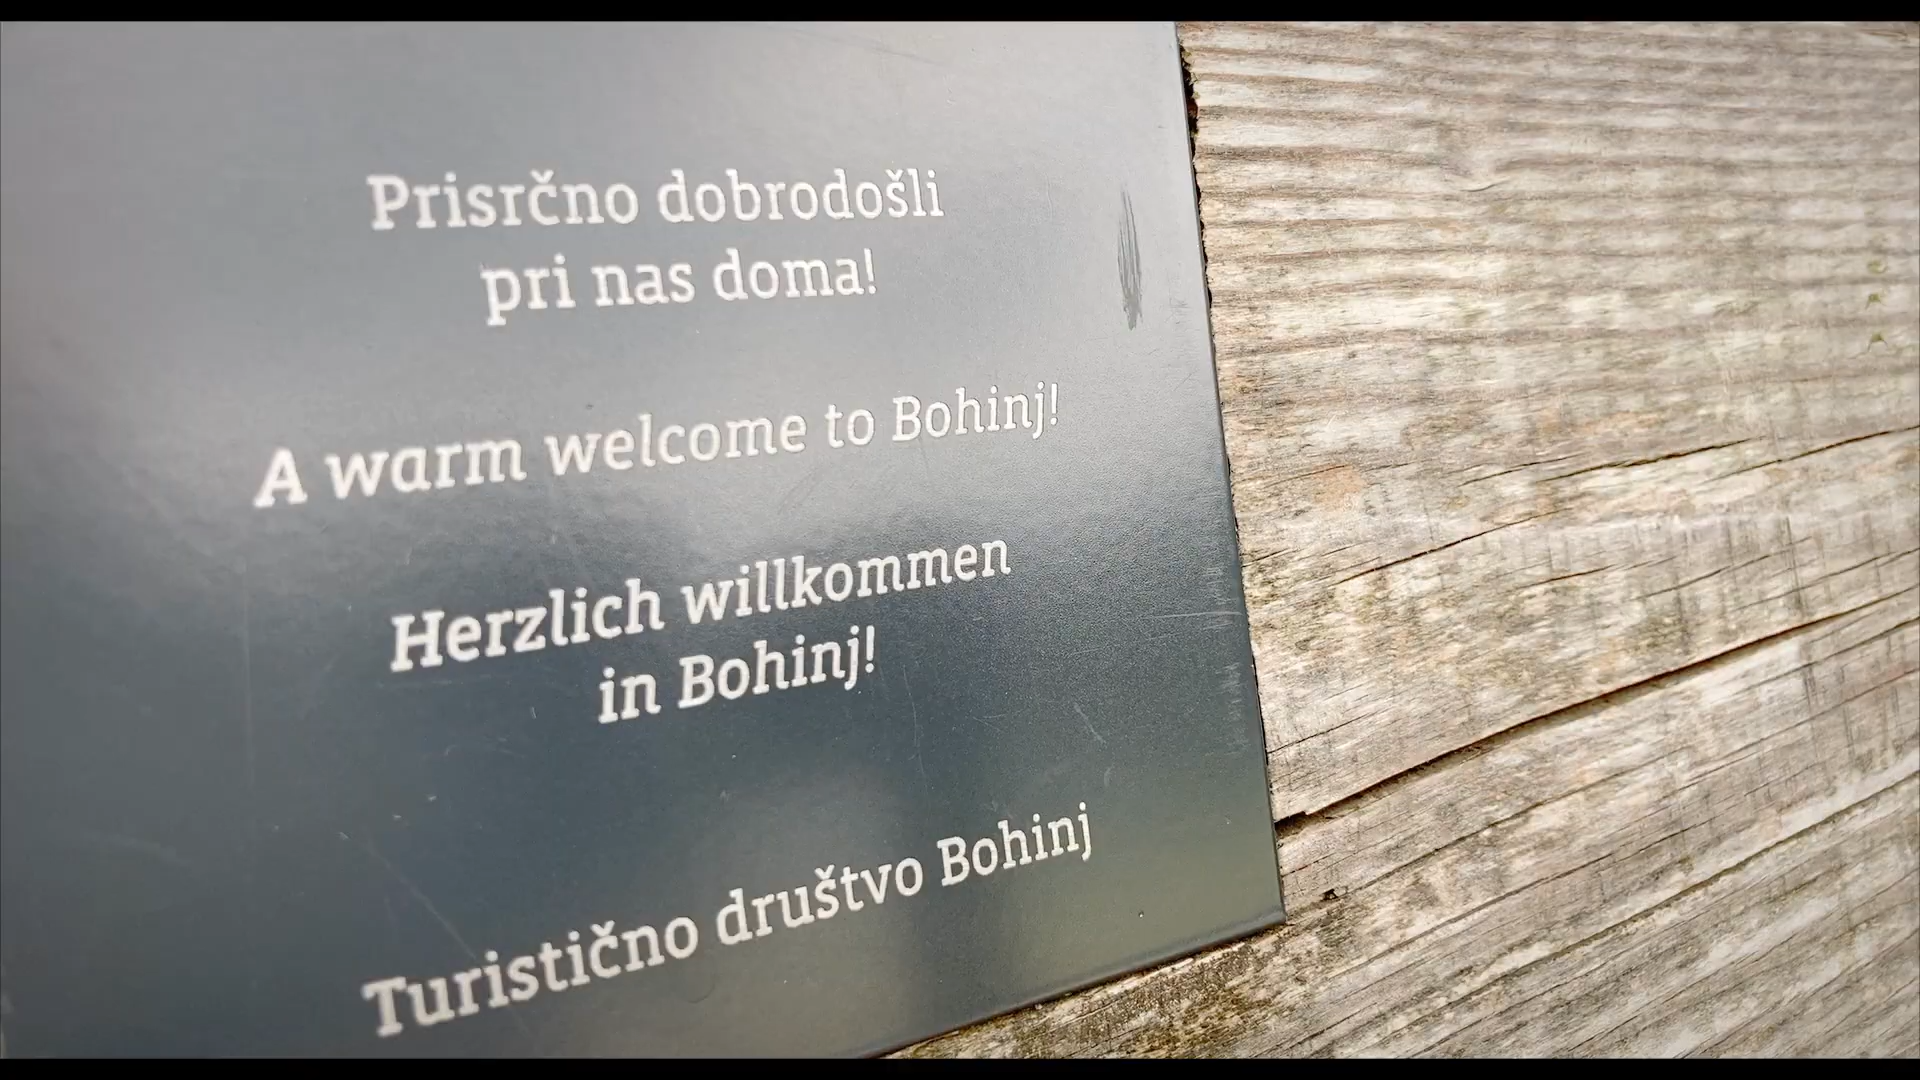 Prisrčno dobrodošli
pri nas doma!
A warm welcome to Bohinj!
Herzlich willkommen
in Bohinj!
Turistično društvo Bohinj